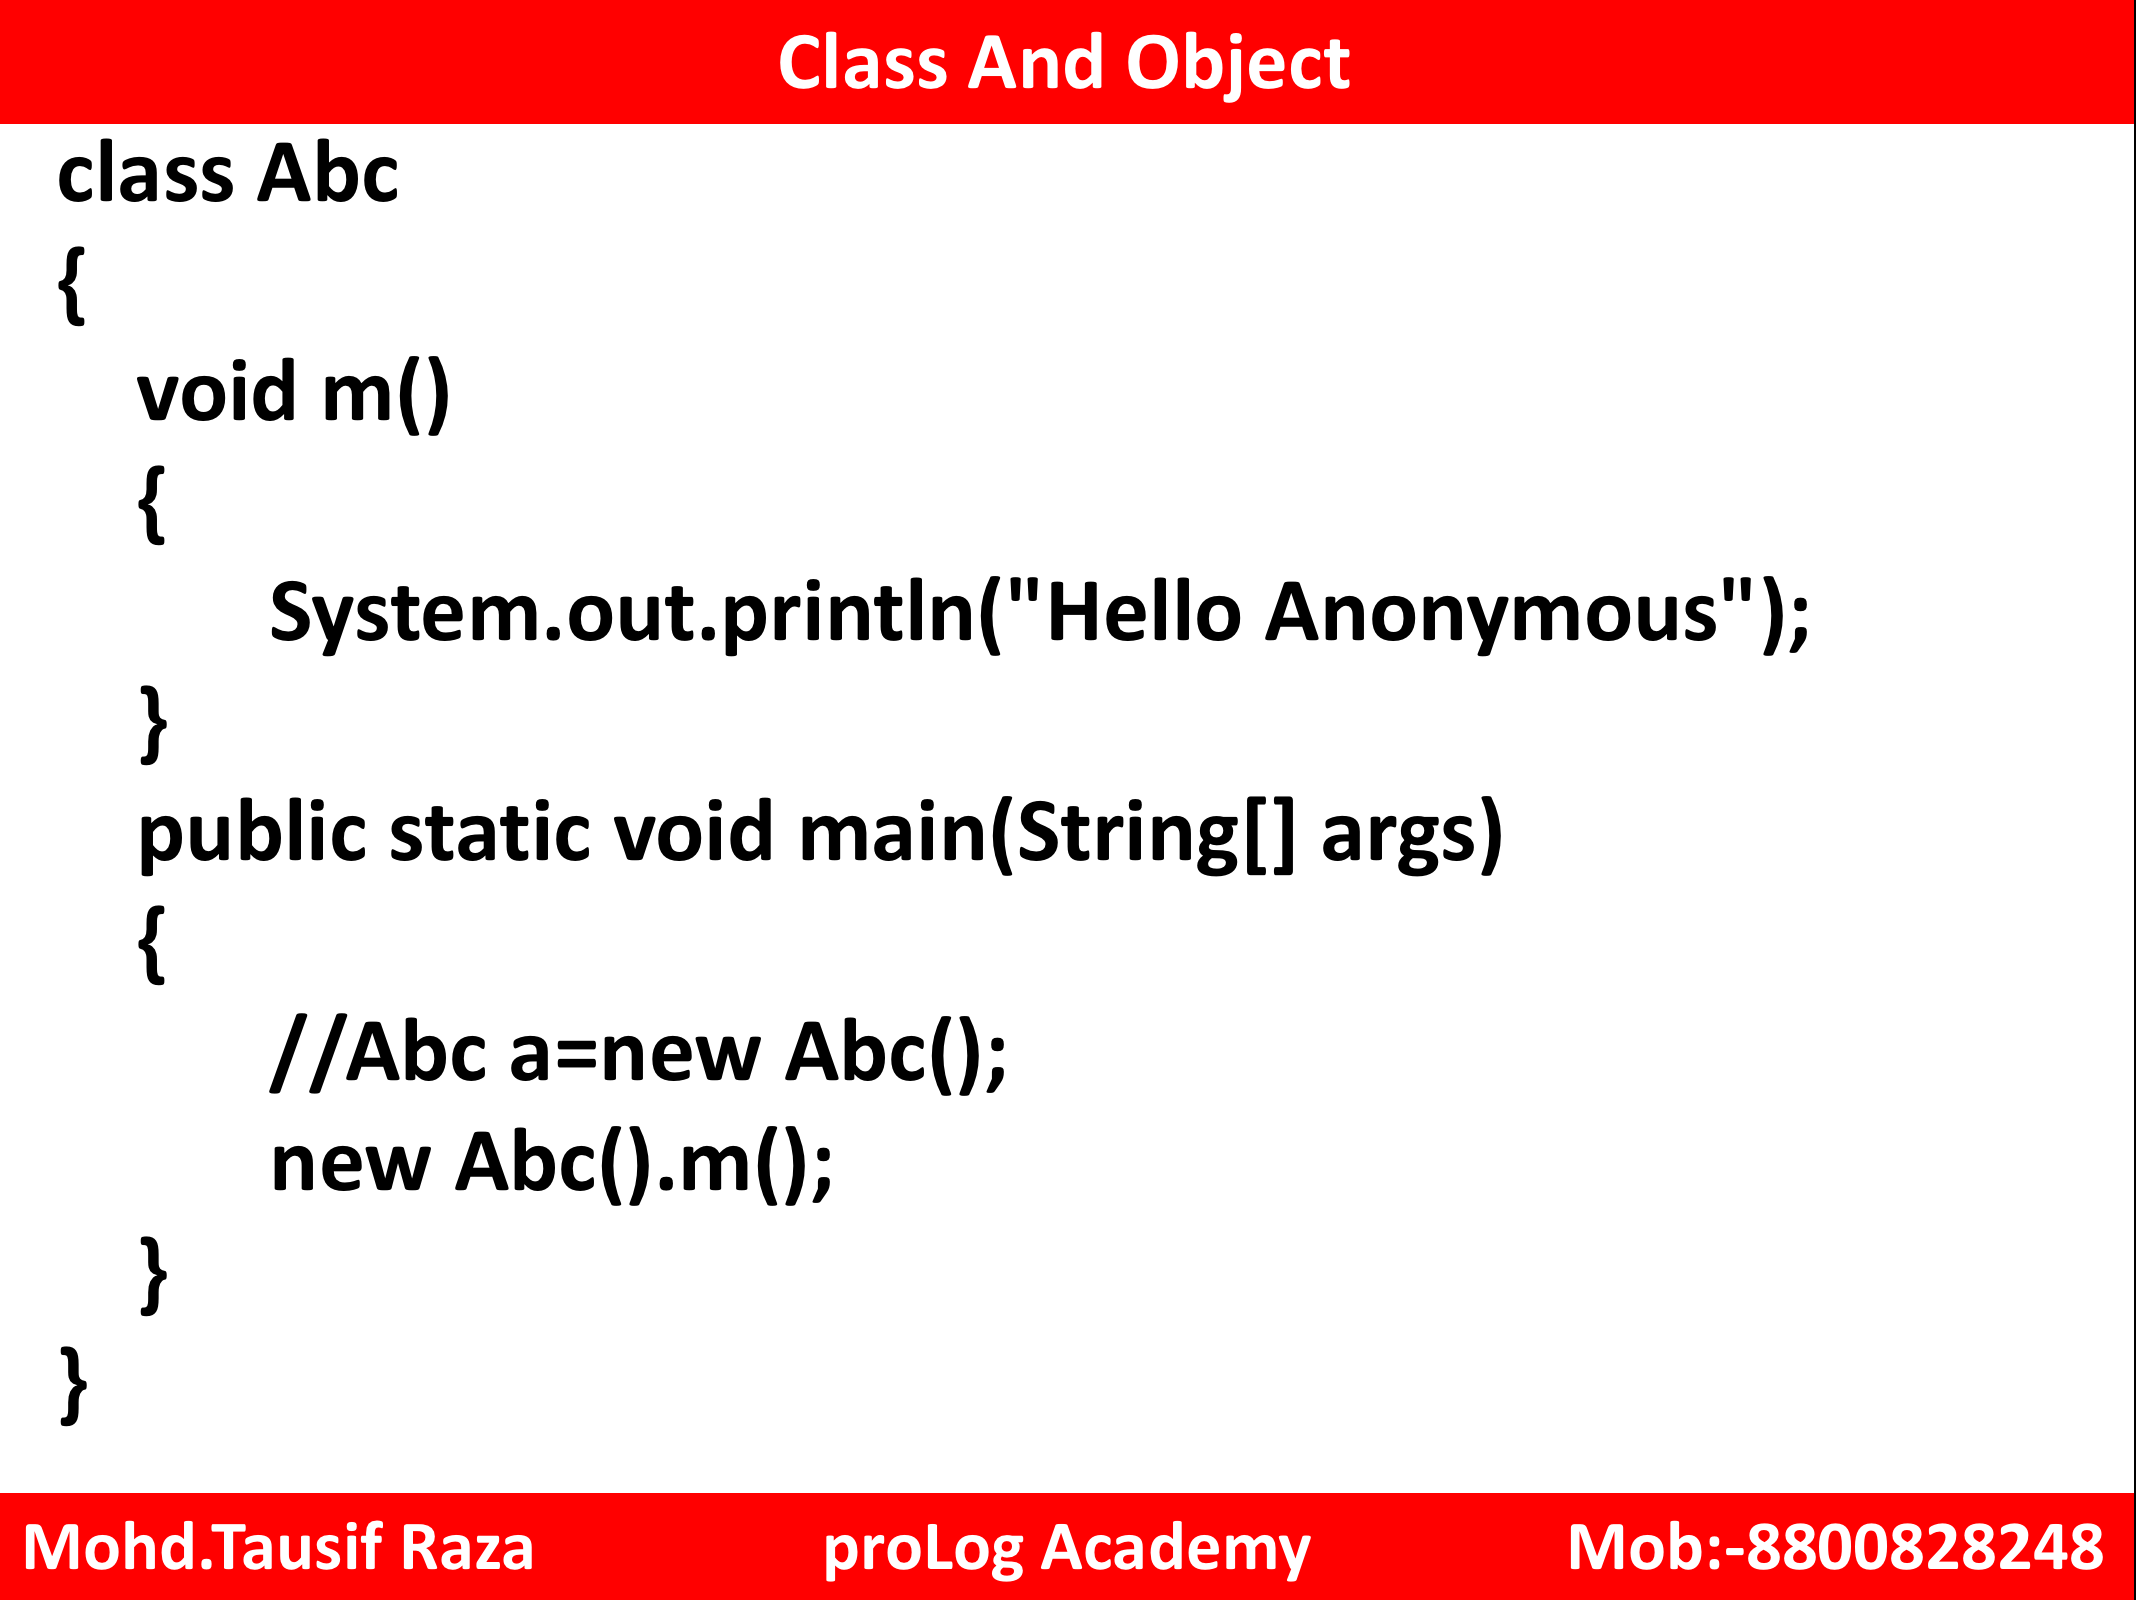 Class And Object
class Abc
{
void m()
{
System.out.println("Hello Anonymous");
}
public static void main(String[] args)
{
//Abc a=new Abc();
new Abc().m();
}
}
Mohd.Tausif Raza proLog Academy Mob:-8800828248